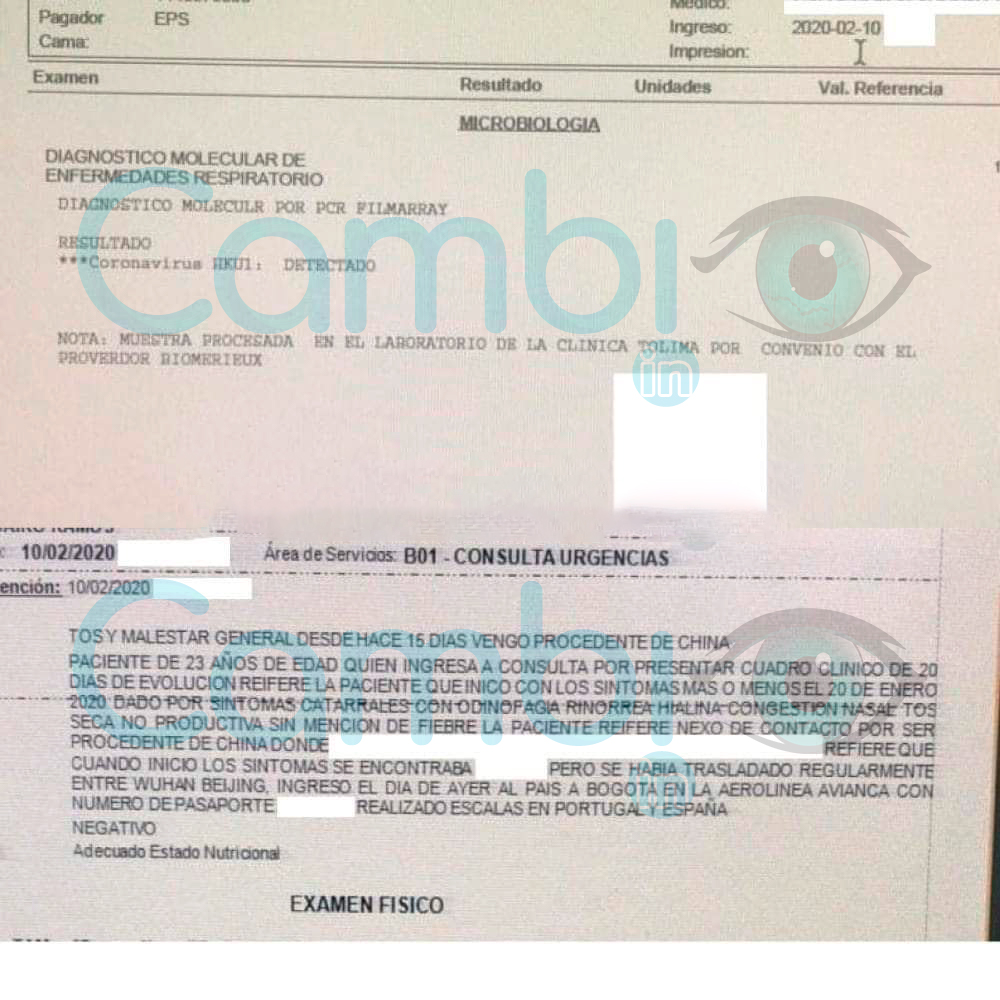 Pagador EPS
Cama:
Medico:
Ingreso: 2020-02-10
Impresion:
Examen Resultado Unidades Val. Referencia
MICROBIOLOGIA
DIAGNOSTICO MOLECULAR DE
ENFERMEDADES RESPIRATORIO
DIAGNOSTICO MOLECULR POR PCR FILMARRAY
RESULTADO
***Coronavirus HKU1: DETECTADO
NOTA: MUESTRA PROCESADA EN EL LABORATORIO DE LA CLINICA TOLIMA POR CONVENIO CON EL
PROVERDOR BIOMERIEUX
Cambio
in
10/02/2020 Área de Servicios: B01 - CONSULTA URGENCIAS
ención: 10/02/2020
TOS Y MALESTAR GENERAL DESDE HACE 15 DIAS VENGO PROCEDENTE DE CHINA
PACIENTE DE 23 AÑOS DE EDAD QUIEN INGRESA A CONSULTA POR PRESENTAR CUADRO CLINICO DE 20
DIAS DE EVOLUCION REIFERE LA PACIENTE QUE INICO CON LOS SINTOMAS MAS O MENOS EL 20 DE ENERO
2020 DADO POR SINTOMAS CATARRALES CON ODINOFAGIA RINORREA HIALINA CONGESTION NASAL TOS
SECA NO PRODUCTIVA SIN MENCION DE FIEBRE LA PACIENTE REIFERE NEXO DE CONTACTO POR SER
PROCEDENTE DE CHINA DONDE REFIERE QUE
CUANDO INICIO LOS SINTOMAS SE ENCONTRABA PERO SE HABIA TRASLADADO REGULARMENTE
ENTRE WUHAN BEIJING, INGRESO EL DIA DE AYER AL PAIS A BOGOTA EN LA AEROLINEA AVIANCA CON
NUMERO DE PASAPORTE REALIZADO ESCALAS EN PORTUGAL Y ESPAÑA
NEGATIVO
Adecuado Estado Nutricional
Cambio
in
EXAMEN FISICO